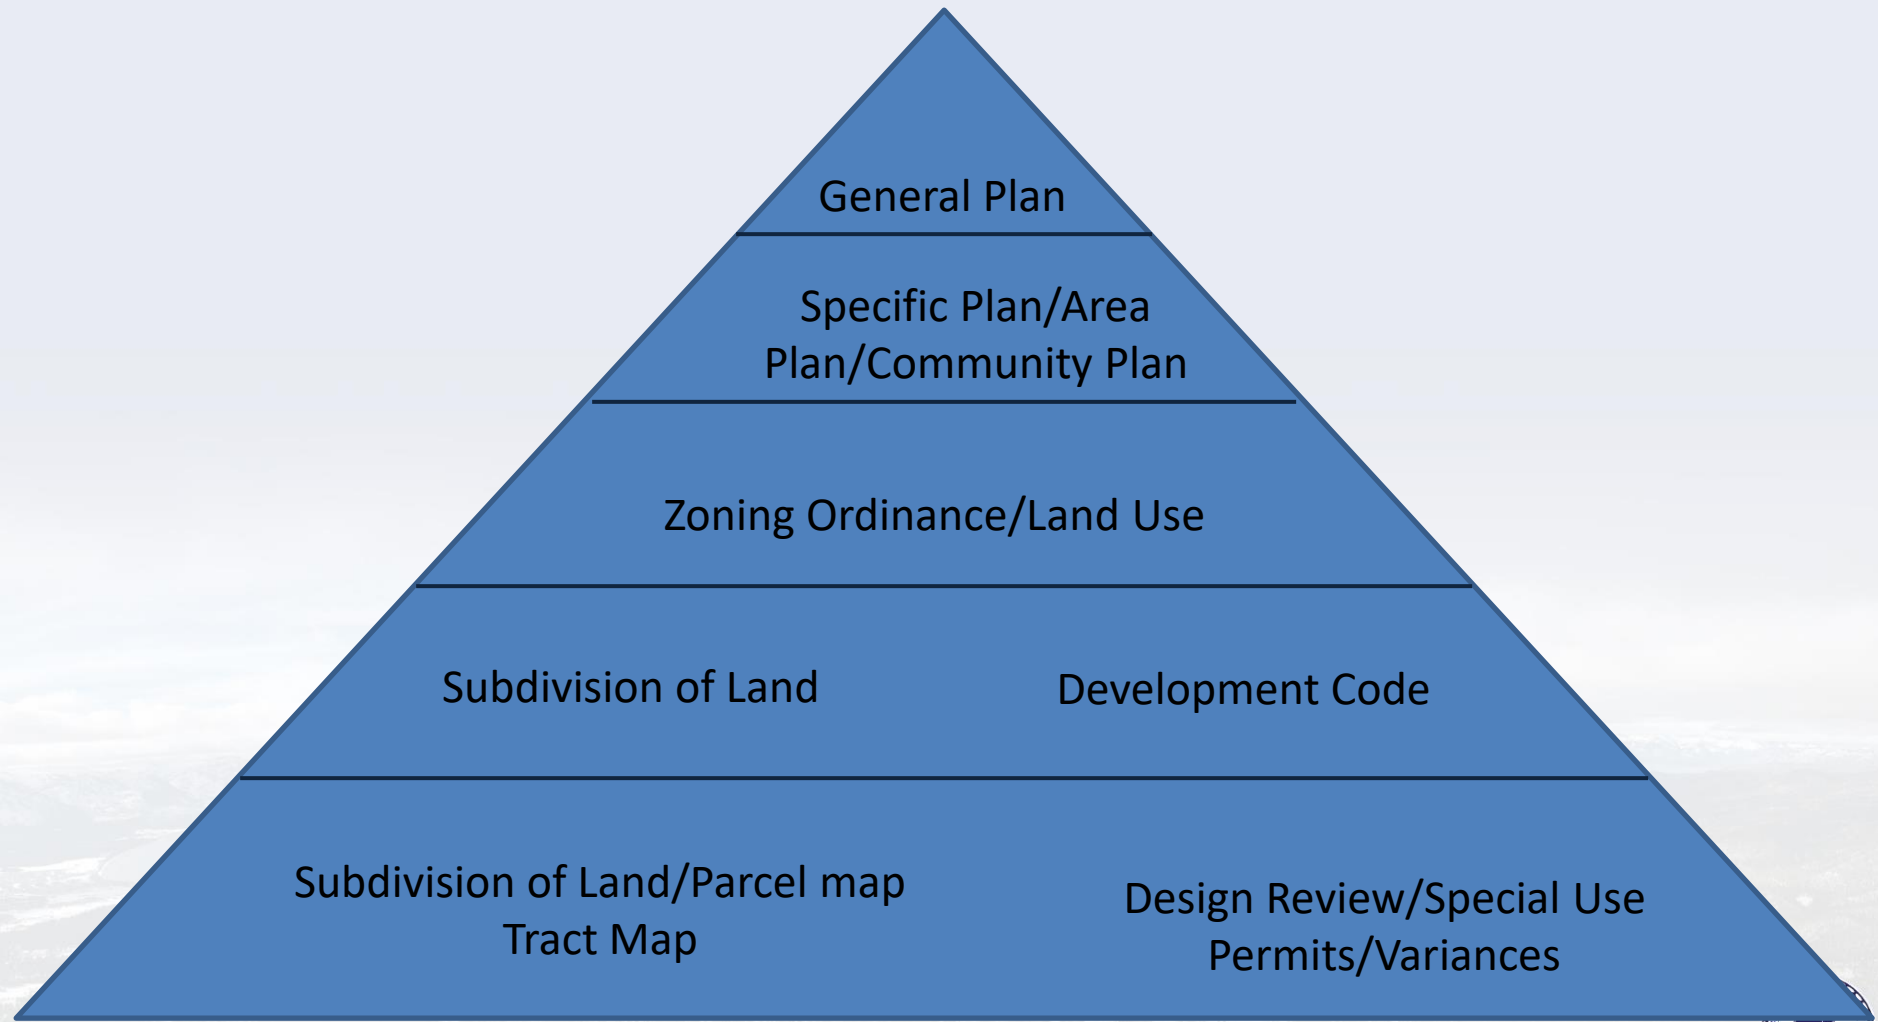 General Plan
Specific Plan/Area
Plan/Community Plan
Zoning Ordinance/Land Use
Subdivision of Land
Development Code
Subdivision of Land/Parcel map
Tract Map
Design Review/Special Use
Permits/Variances